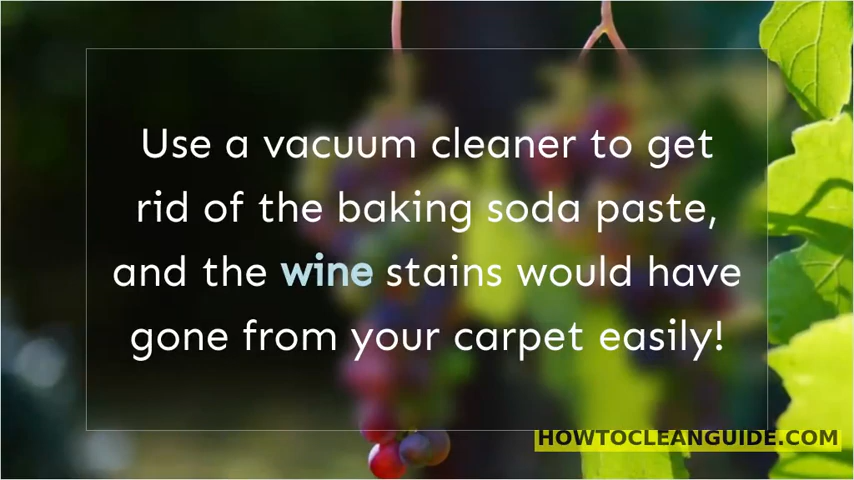 Use a vacuum cleaner to get
rid of the baking soda paste,
and the wine stains would have
gone from your carpet easily!
HOWTOCLEANGUIDE.COM